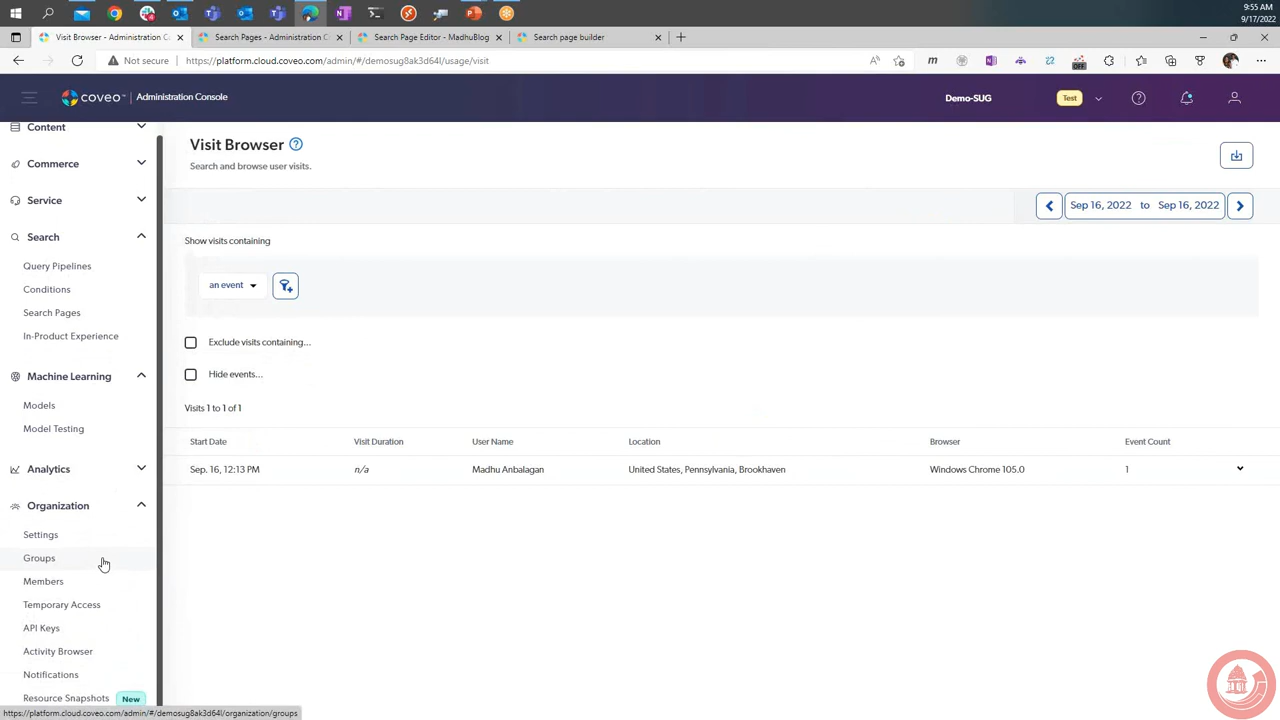 9:55 AM
9/17/2022
Visit Browser - Administration C
Search Pages - Administration C
Search Page Editor - MadhuBlog
Search page builder
Not secure
https://platform.cloud.coveo.com/admin/#/demosug8ak3d64l/usage/visit
coveo™ | Administration Console
Demo-SUG
Test
Content
Commerce
Service
Search
Query Pipelines
Conditions
Search Pages
In-Product Experience
Machine Learning
Models
Model Testing
Analytics
Organization
Settings
Groups
Members
Temporary Access
API Keys
Activity Browser
Notifications
Resource Snapshots New
https://platform.cloud.coveo.com/admin/#/demosug8ak3d64l/organization/groups
Visit Browser
Search and browse user visits.
Sep 16, 2022 to Sep 16, 2022
Show visits containing
an event
Exclude visits containing...
Hide events...
Visits 1 to 1 of 1
Start Date Visit Duration User Name Location Browser Event Count
Sep. 16, 12:13 PM n/a Madhu Anbalagan United States, Pennsylvania, Brookhaven Windows Chrome 105.0 1